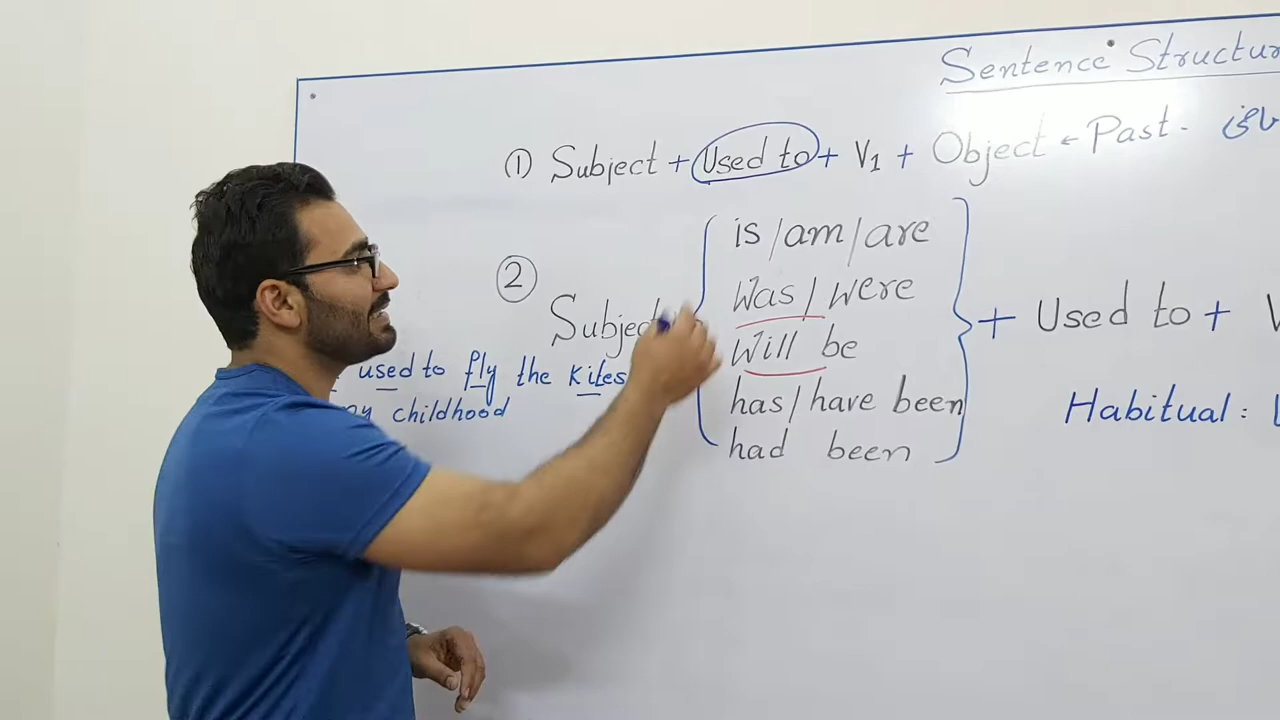 Sentence Structur
① Subject + Used to + V1 + Object ← Past.
② Subject
is/am/are
Was/were
Will be
has/have been
had been
+ Used to + V
used to fly the kites
childhood
Habitual: